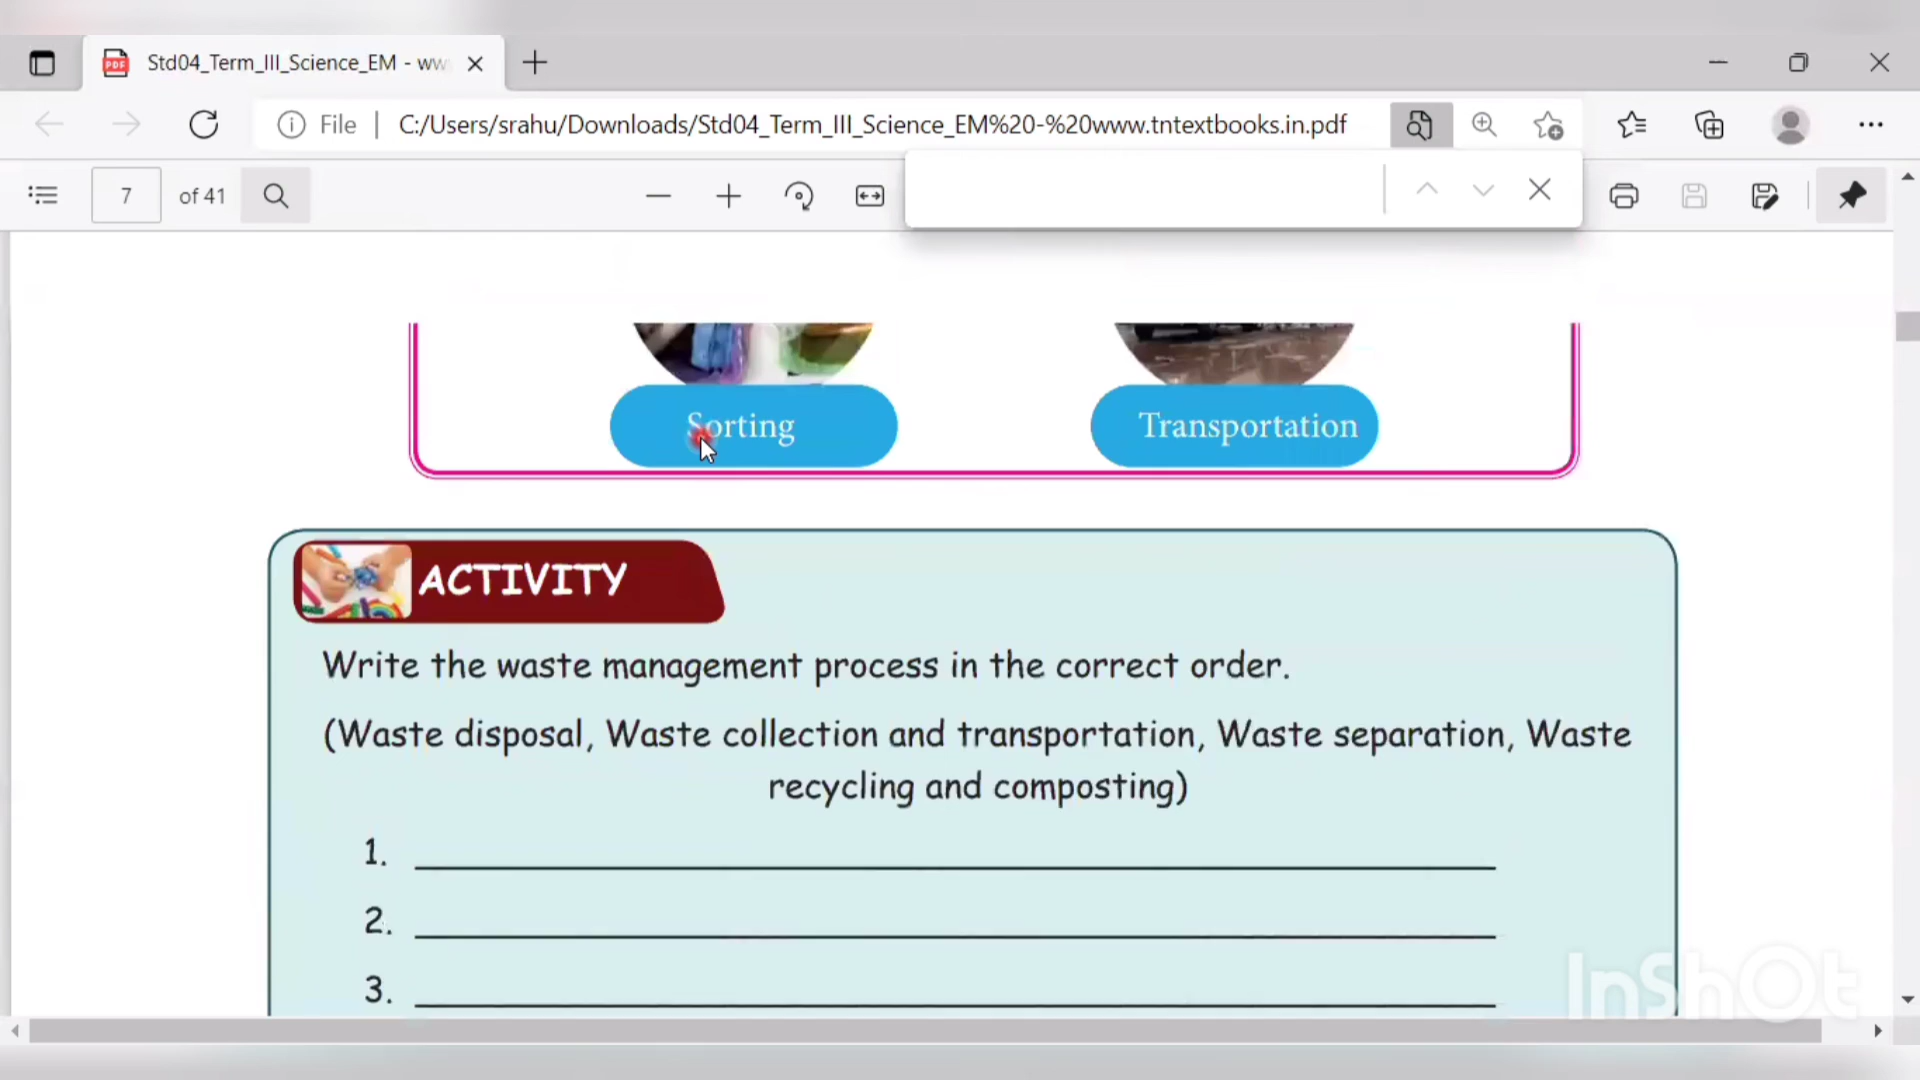 Std04_Term_III_Science_EM - ww
File
C:/Users/srahu/Downloads/Std04_Term_III_Science_EM%20-%20www.tntextbooks.in.pdf
7 of 41
Sorting
Transportation
ACTIVITY
Write the waste management process in the correct order.
(Waste disposal, Waste collection and transportation, Waste separation, Waste
recycling and composting)
1.
2.
3.
InShOt